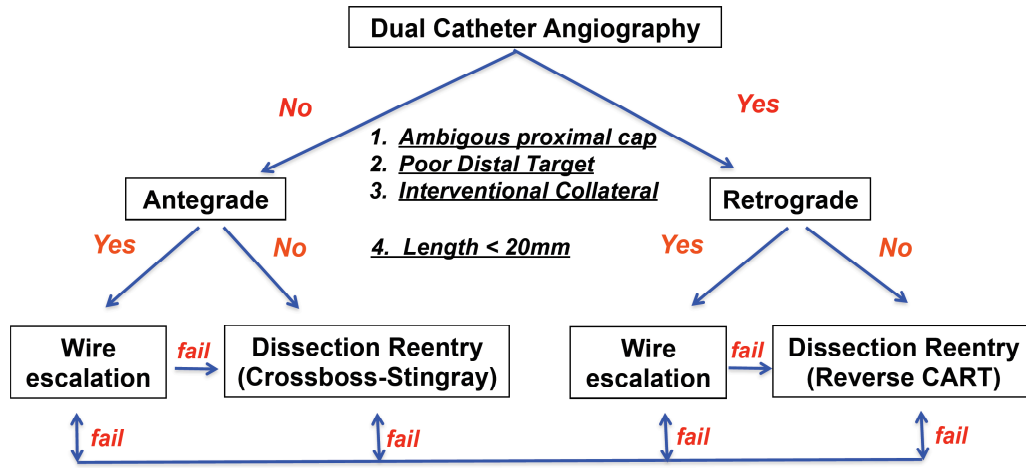 Dual Catheter Angiography
No
Yes
1. Ambigous proximal cap
2. Poor Distal Target
3. Interventional Collateral
4. Length < 20mm
Antegrade
Retrograde
Yes
No
Yes
No
Wire
escalation
fail
Dissection Reentry
(Crossboss-Stingray)
Wire
escalation
fail
Dissection Reentry
(Reverse CART)
fail
fail
fail
fail